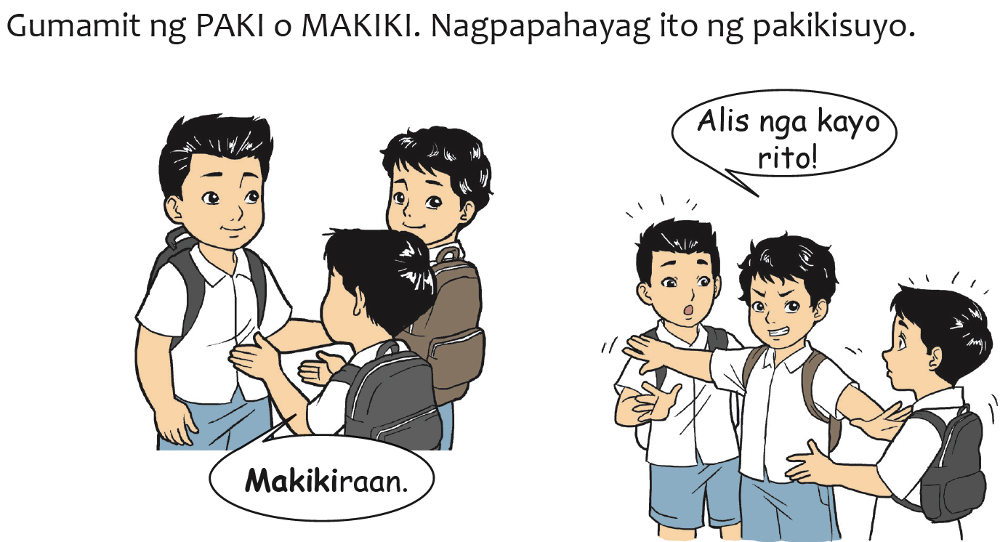 Gumamit ng PAKI o MAKIKI. Nagpapahayag ito ng pakikisuyo.
Alis nga kayo
rito!
Makikiraan.